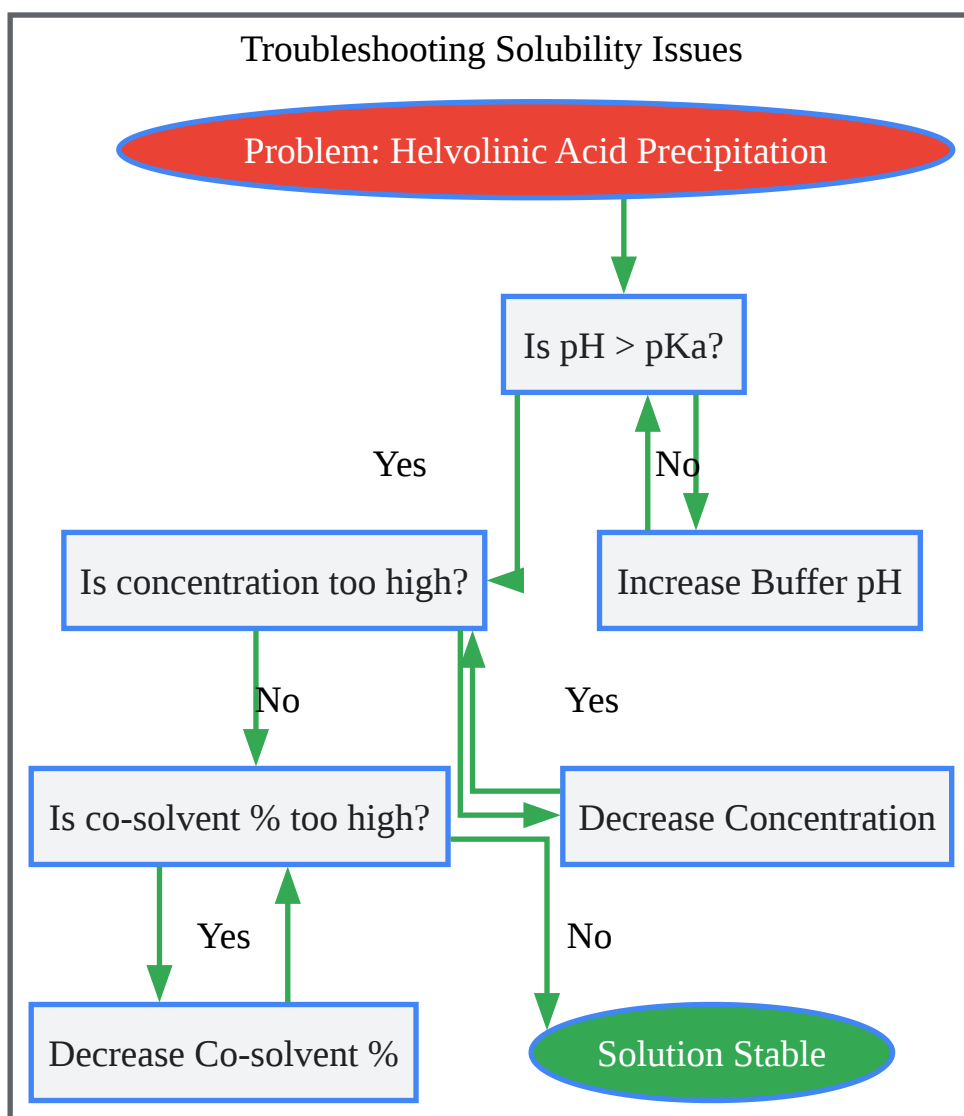 Troubleshooting Solubility Issues
Problem: Helvolinic Acid Precipitation
Is pH > pKa?
Yes
No
Is concentration too high?
Increase Buffer pH
No
Yes
Is co-solvent % too high?
Decrease Concentration
Yes
No
Decrease Co-solvent %
Solution Stable